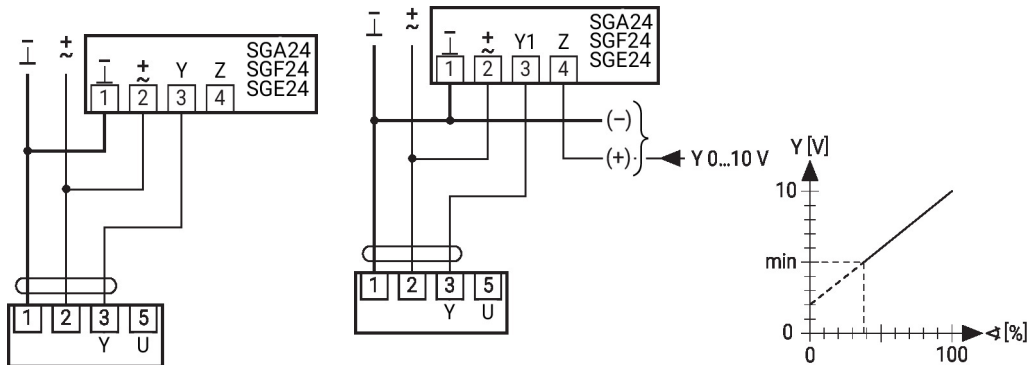 ⊥ ~
SGA24
SGF24
SGE24
⊥ ~ Y Z
1 2 3 4
1 2 3 5
Y U
⊥ ~
SGA24
SGF24
SGE24
⊥ ~ Y1 Z
1 2 3 4
(–)
(+)
Y 0...10 V
1 2 3 5
Y U
Y [V]
10
min
0
0
100
∢ [%]